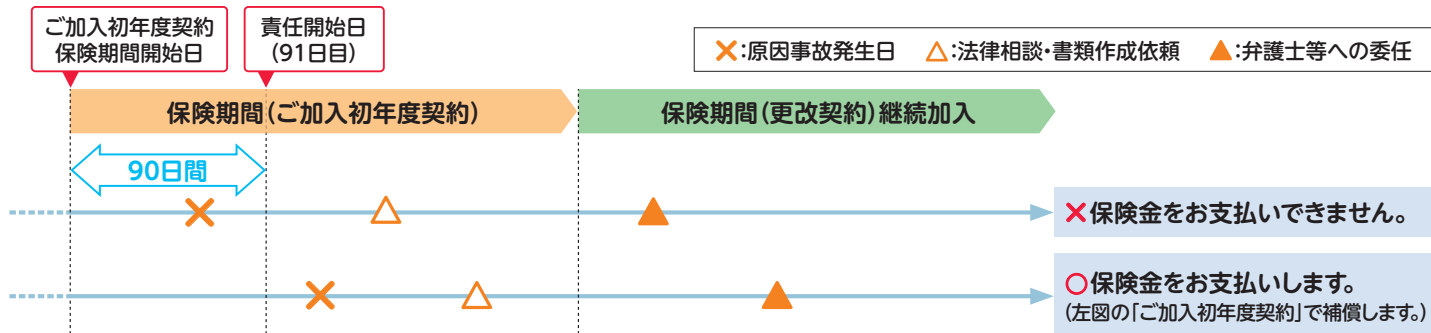 ご加入初年度契約
保険期間開始日
責任開始日
(91日目)
×:原因事故発生日 △:法律相談・書類作成依頼 ▲:弁護士等への委任
保険期間(ご加入初年度契約)
保険期間(更改契約)継続加入
90日間
×保険金をお支払いできません。
○保険金をお支払いします。
(左図の「ご加入初年度契約」で補償します。)